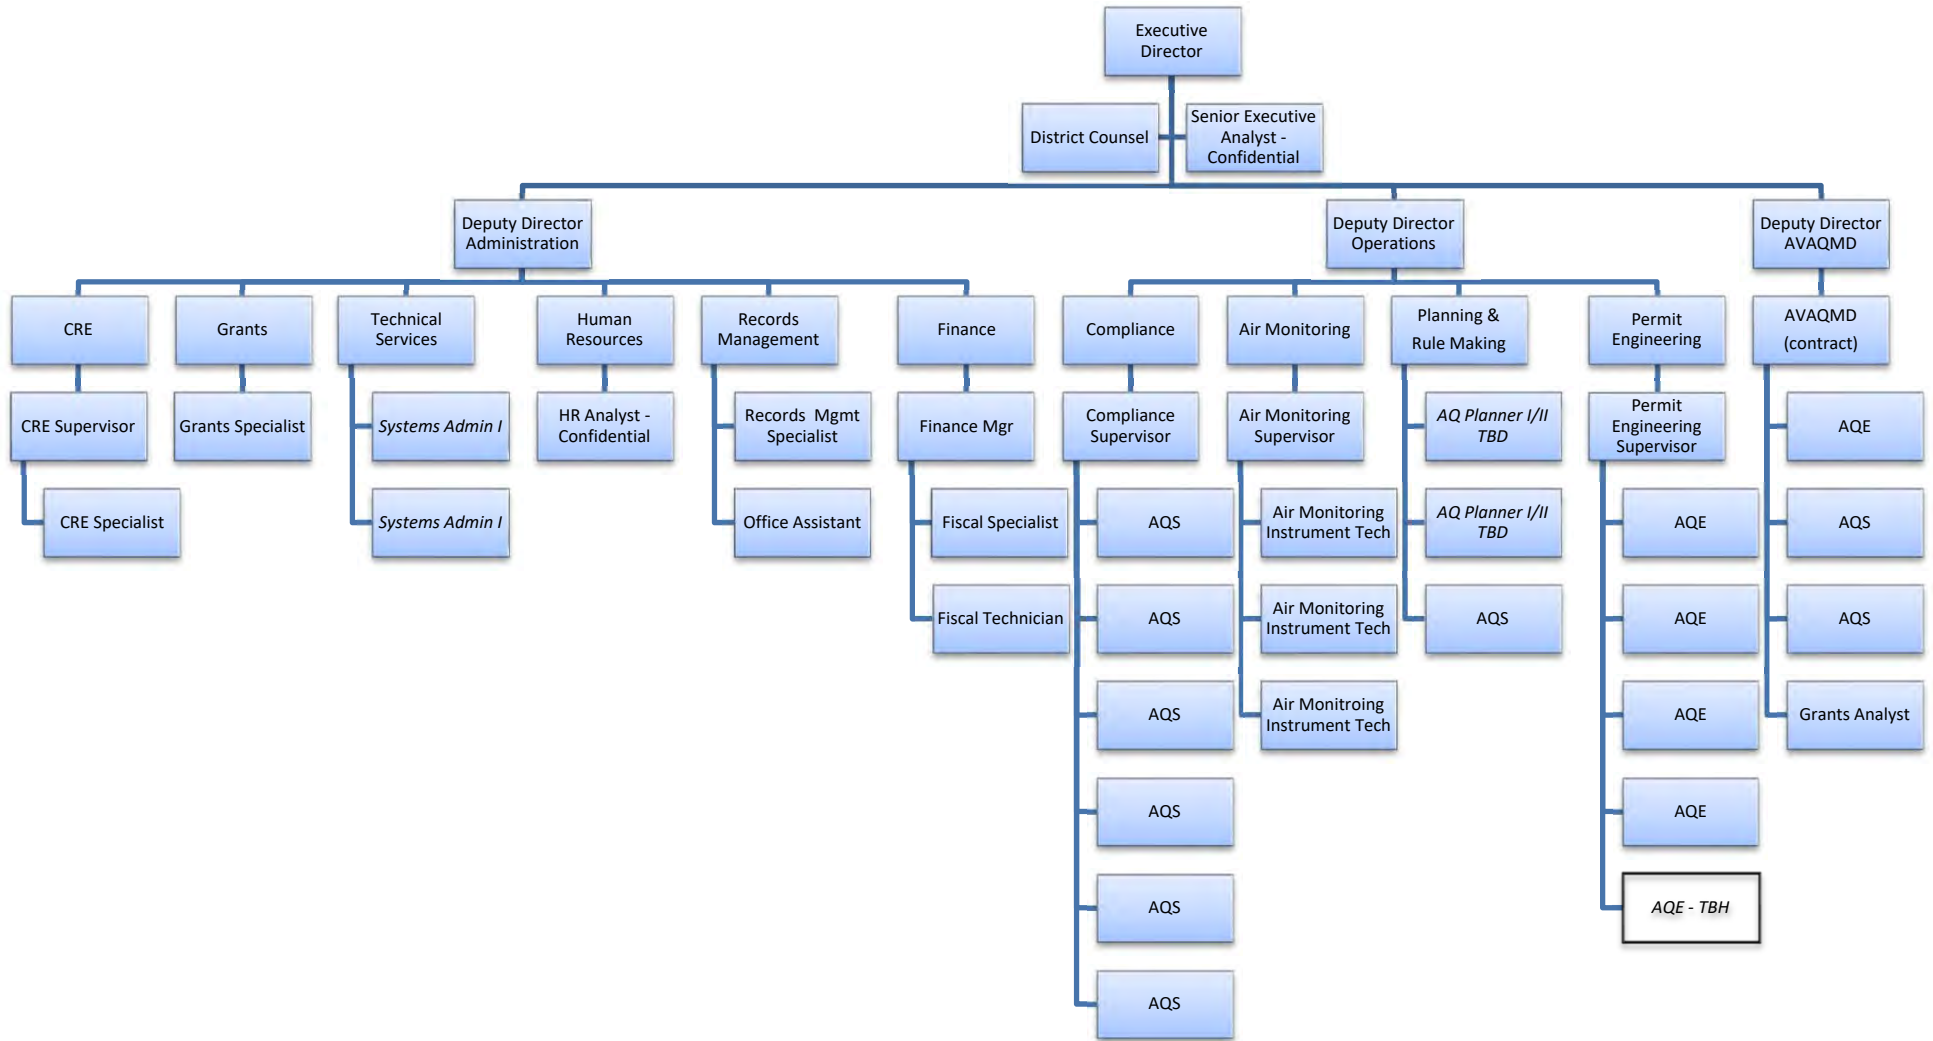 Executive
Director
District Counsel
Senior Executive
Analyst -
Confidential
Deputy Director
Administration
Deputy Director
Operations
Deputy Director
AVAQMD
CRE
Grants
Technical
Services
Human
Resources
Records
Management
Finance
Compliance
Air Monitoring
Planning &
Rule Making
Permit
Engineering
AVAQMD
(contract)
CRE Supervisor
Grants Specialist
Systems Admin I
HR Analyst -
Confidential
Records Mgmt
Specialist
Finance Mgr
Compliance
Supervisor
Air Monitoring
Supervisor
AQ Planner I/II
TBD
Permit
Engineering
Supervisor
AQE
CRE Specialist
Systems Admin I
Office Assistant
Fiscal Specialist
AQS
Air Monitoring
Instrument Tech
AQ Planner I/II
TBD
AQE
AQS
Fiscal Technician
AQS
Air Monitoring
Instrument Tech
AQS
AQE
AQS
AQS
Air Monitroing
Instrument Tech
AQE
Grants Analyst
AQS
AQE
AQS
AQE - TBH
AQS